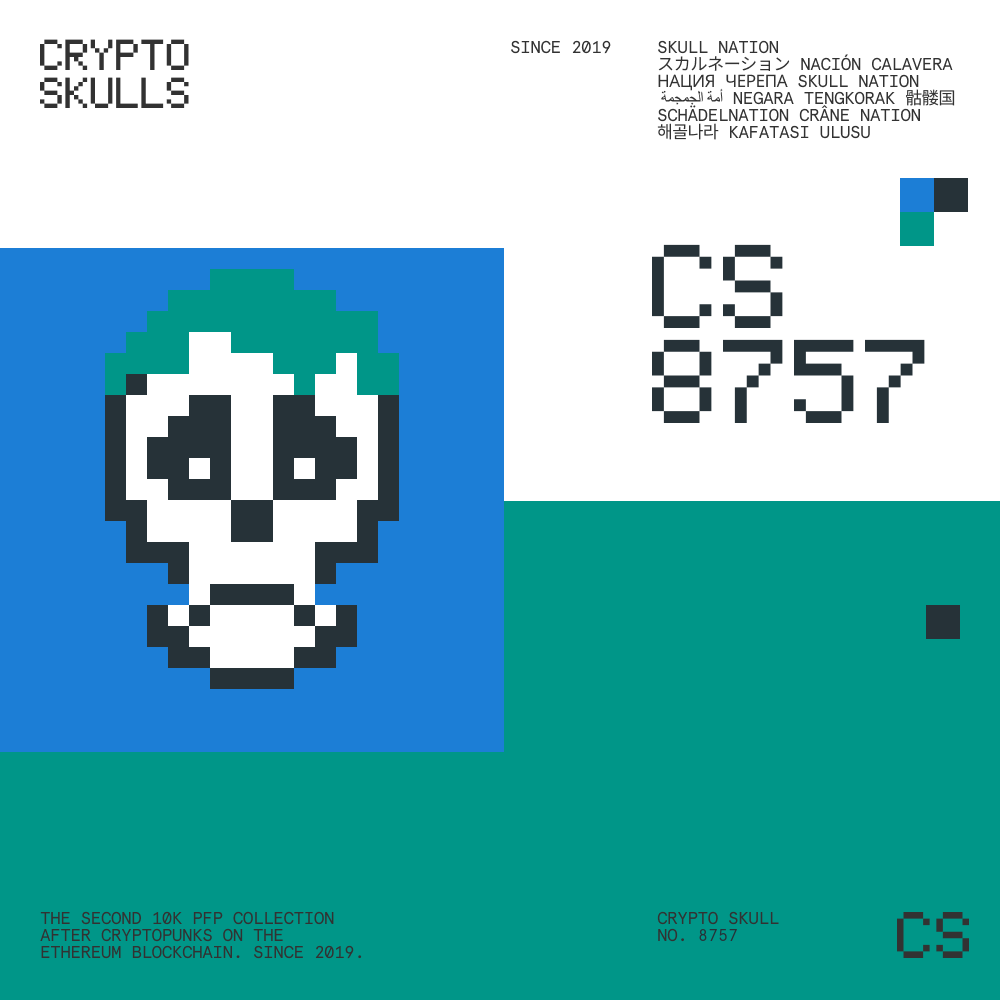 CRYPTO
SKULLS
SINCE 2019
SKULL NATION
スカルネーション NACIÓN CALAVERA
НАЦИЯ ЧЕРЕПА SKULL NATION
أمة الجمجمة NEGARA TENGKORAK 骷髅国
SCHÄDELNATION CRÂNE NATION
해골나라 KAFATASI ULUSU
CS
8757
THE SECOND 10K PFP COLLECTION
AFTER CRYPTOPUNKS ON THE
ETHEREUM BLOCKCHAIN. SINCE 2019.
CRYPTO SKULL
NO. 8757
CS